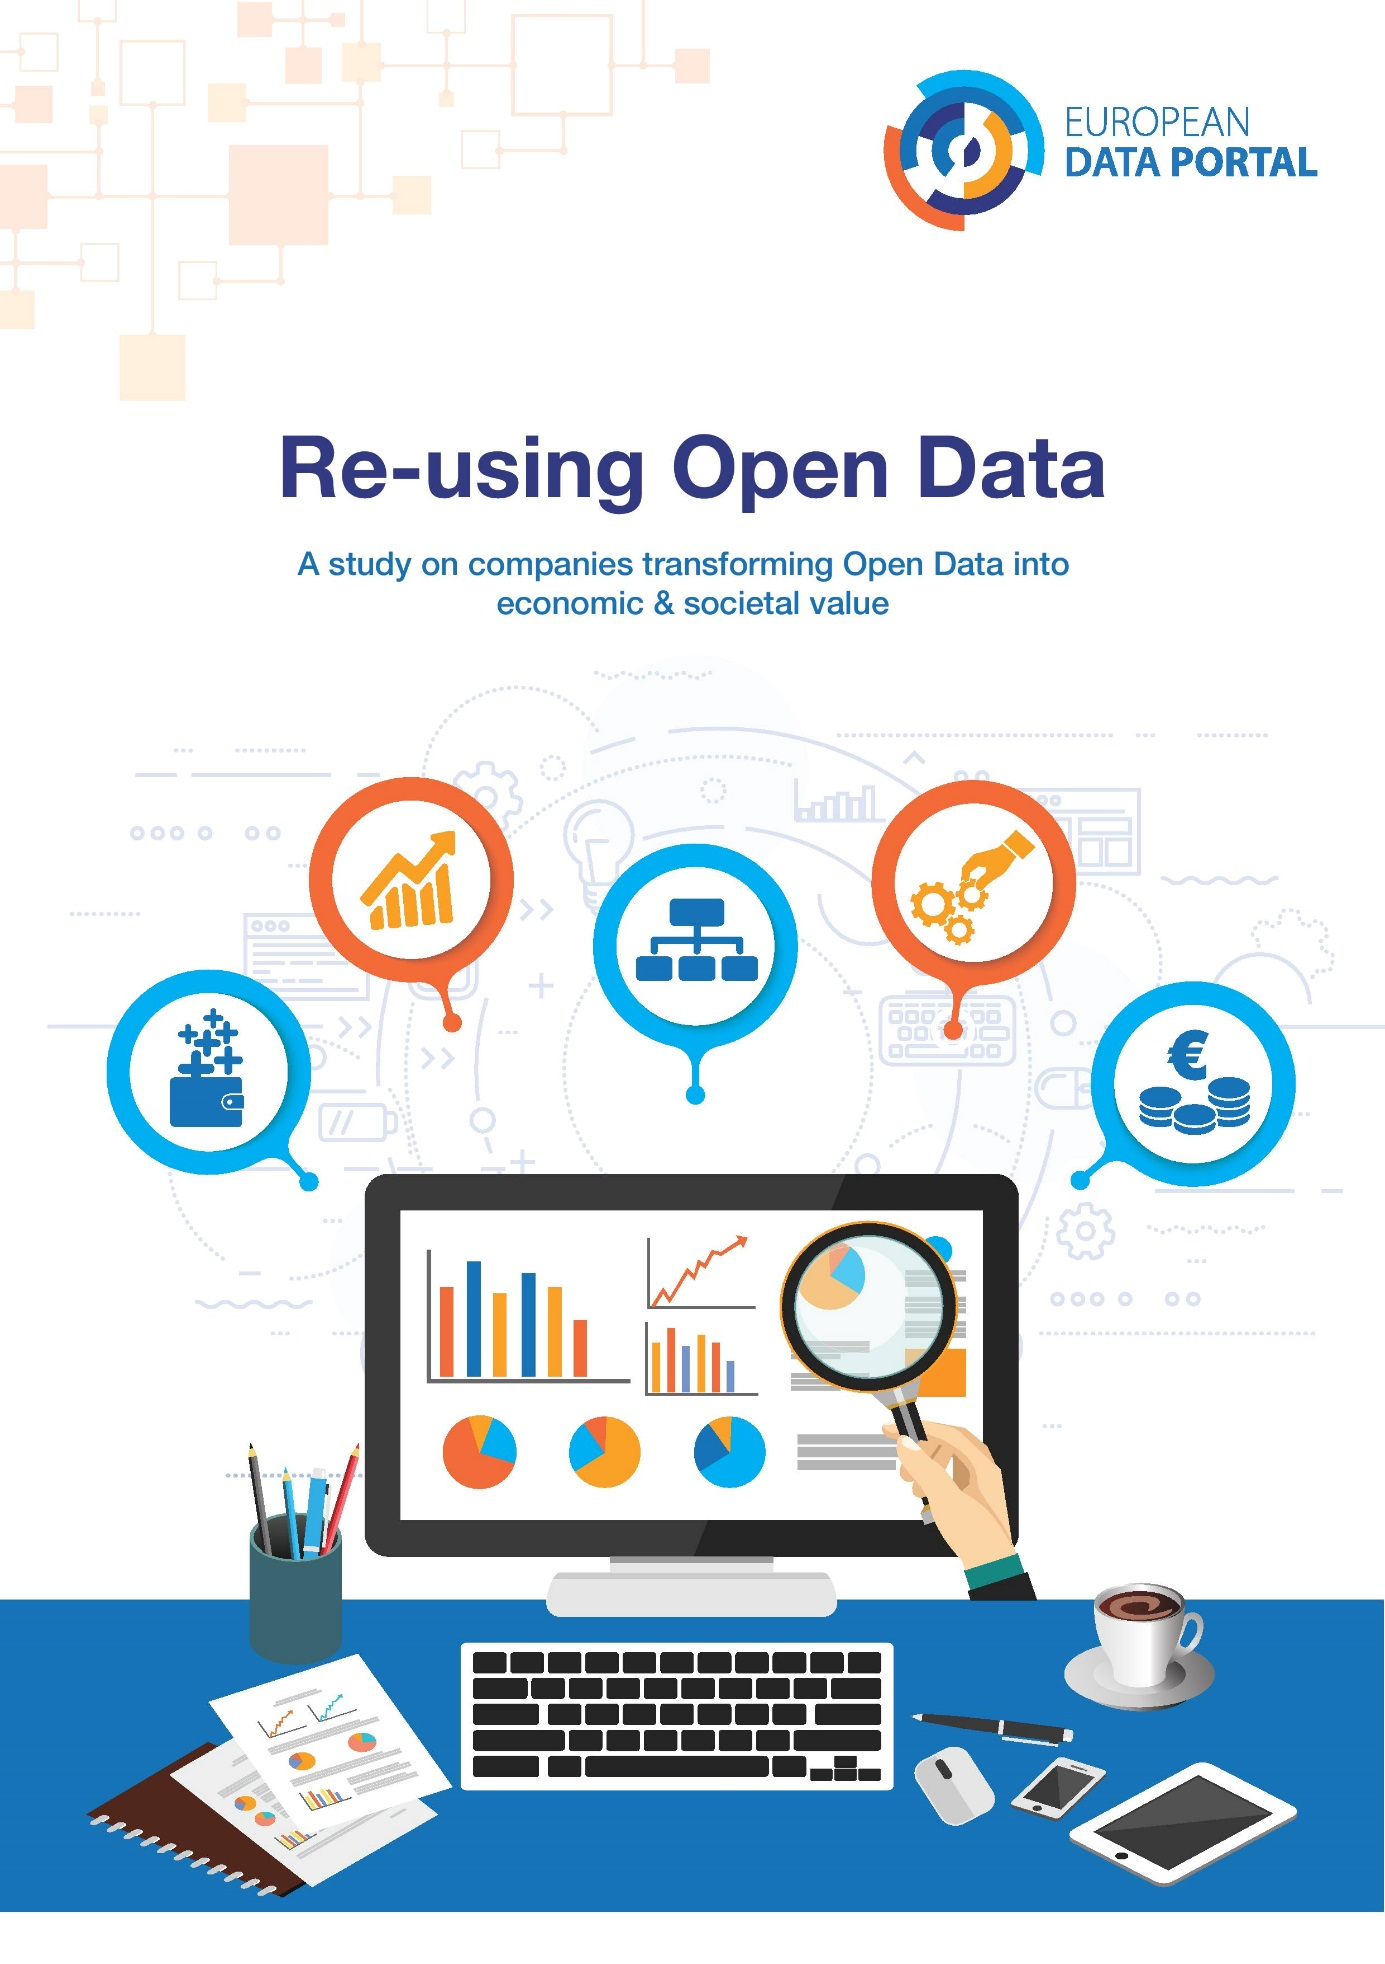 EUROPEAN
DATA PORTAL
Re-using Open Data
A study on companies transforming Open Data into
economic & societal value
€